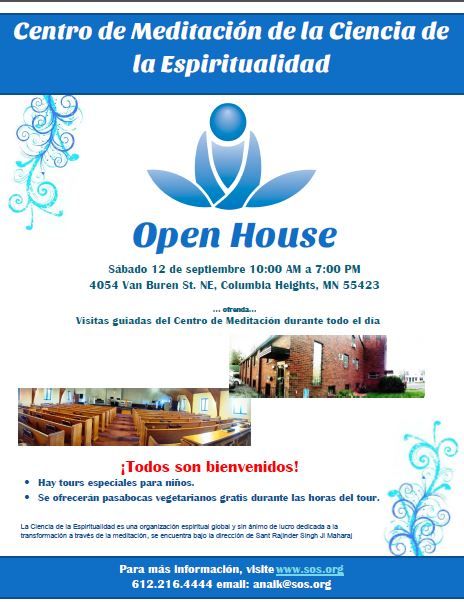 Centro de Meditación de la Ciencia de
la Espiritualidad
Open House
Sábado 12 de septiembre 10:00 AM a 7:00 PM
4054 Van Buren St. NE, Columbia Heights, MN 55423
... ofrenda...
Visitas guiadas del Centro de Meditación durante todo el día
¡Todos son bienvenidos!
• Hay tours especiales para niños.
• Se ofrecerán pasabocas vegetarianos gratis durante las horas del tour.
La Ciencia de la Espiritualidad es una organización espiritual global y sin ánimo de lucro dedicada a la
transformación a través de la meditación, se encuentra bajo la dirección de Sant Rajinder Singh Ji Maharaj
Para más información, visite www.sos.org
612.216.4444 email: analk@sos.org